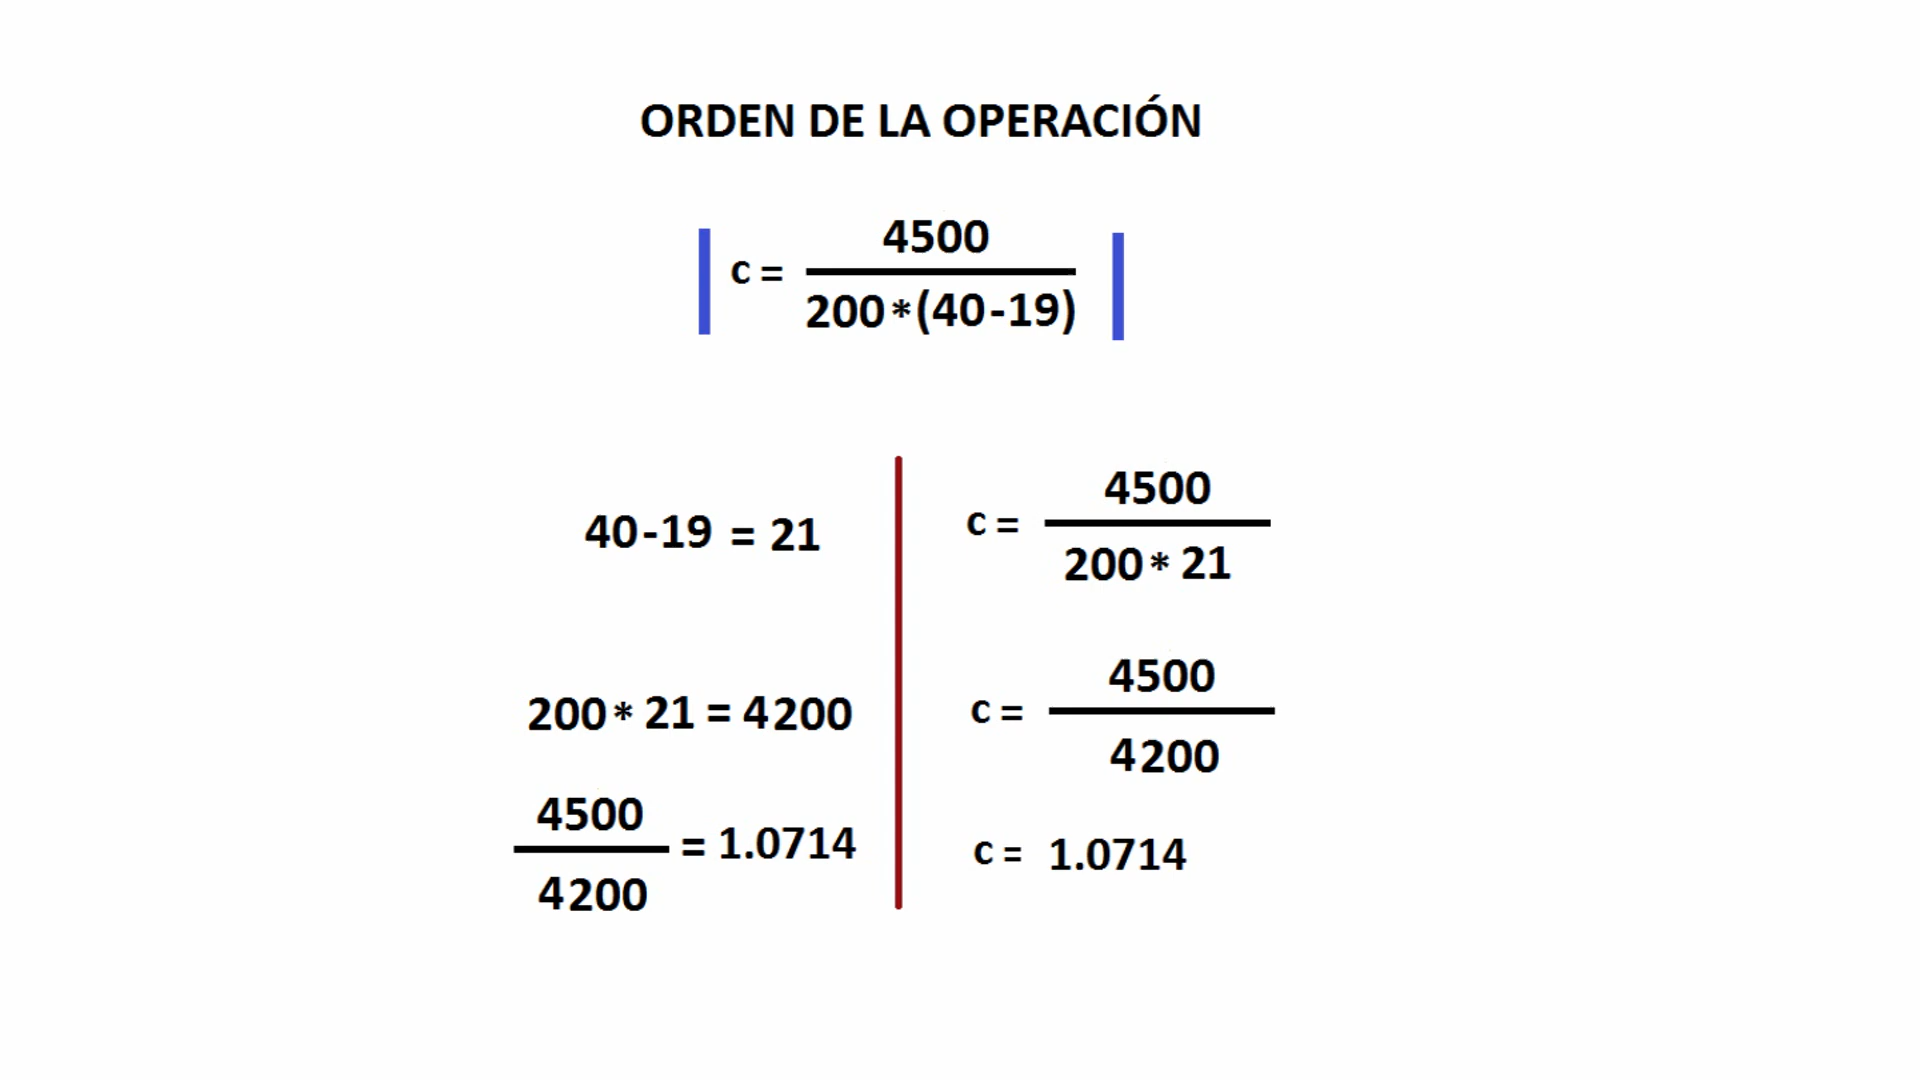 ORDEN DE LA OPERACIÓN
c = 4500
200*(40-19)
40-19 = 21
c = 4500
200* 21
200* 21 = 4200
c = 4500
4200
4500
4200
= 1.0714
c = 1.0714